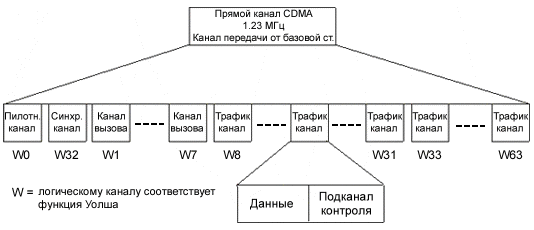 Прямой канал CDMA
1.23 МГц
Канал передачи от базовой ст.
Пилотн. канал
Синхр. канал
Канал вызова
Канал вызова
Трафик канал
Трафик канал
Трафик канал
Трафик канал
Трафик канал
W0
W32
W1
W7
W8
W31
W33
W63
W = логическому каналу соответствует
функция Уолша
Данные
Подканал
контроля